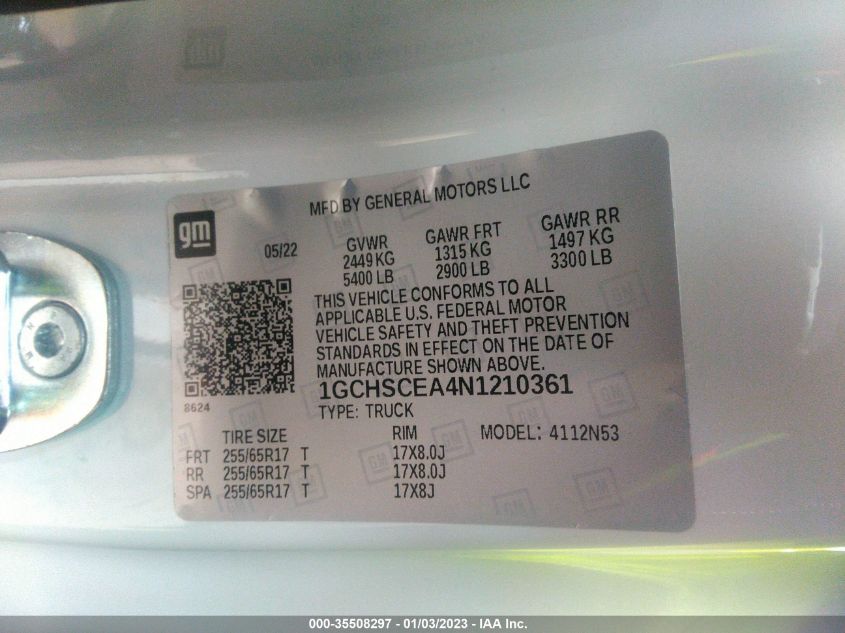 MFD BY GENERAL MOTORS LLC
gm
05/22 GVWR GAWR FRT GAWR RR
2449 KG 1315 KG 1497 KG
5400 LB 2900 LB 3300 LB
THIS VEHICLE CONFORMS TO ALL
APPLICABLE U.S. FEDERAL MOTOR
VEHICLE SAFETY AND THEFT PREVENTION
STANDARDS IN EFFECT ON THE DATE OF
MANUFACTURE SHOWN ABOVE.
8624
1GCHSCEA4N1210361
TYPE: TRUCK
TIRE SIZE RIM MODEL: 4112N53
FRT 255/65R17 T 17X8.0J
RR 255/65R17 T 17X8.0J
SPA 255/65R17 T 17X8J
000-35508297 - 01/03/2023 - IAA Inc.